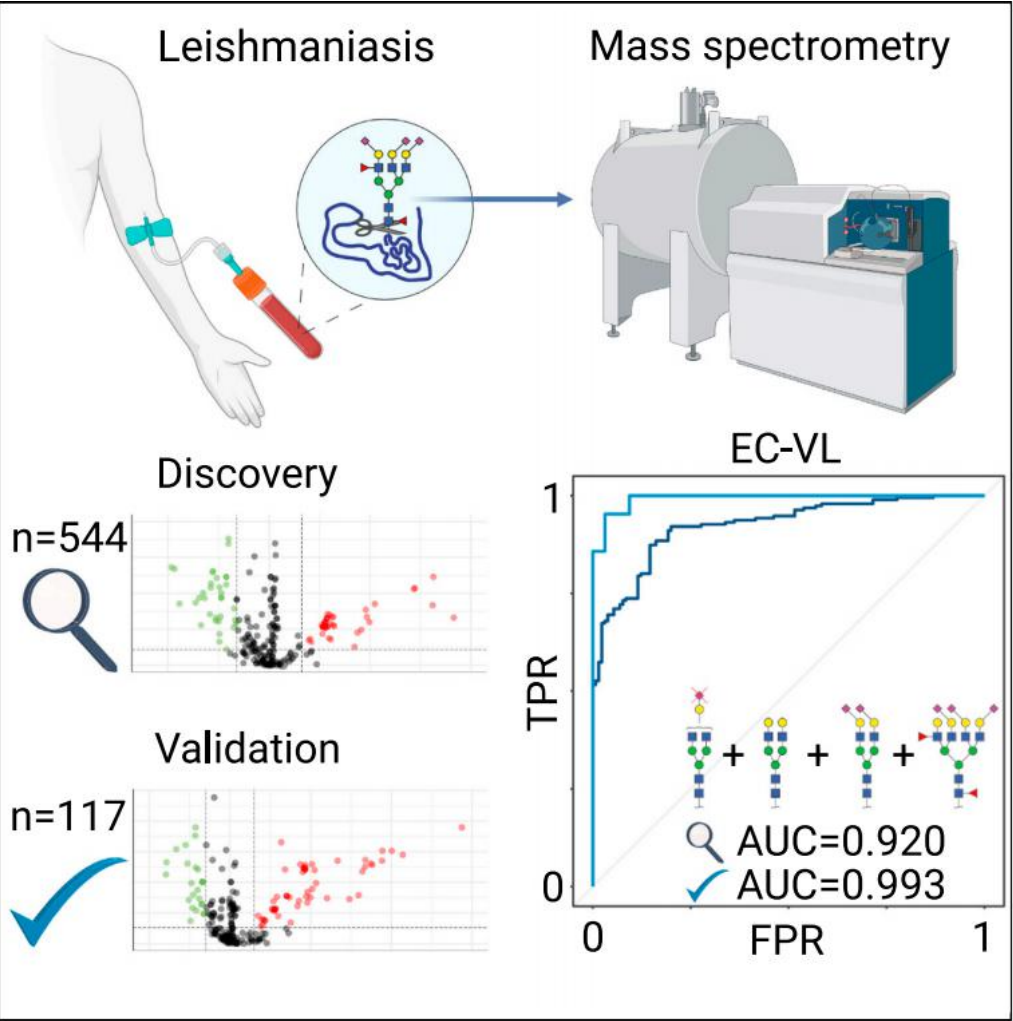 Leishmaniasis
Mass spectrometry
Discovery
n=544
Validation
n=117
EC-VL
1
TPR
0
+ + +
AUC=0.920
AUC=0.993
0 FPR 1